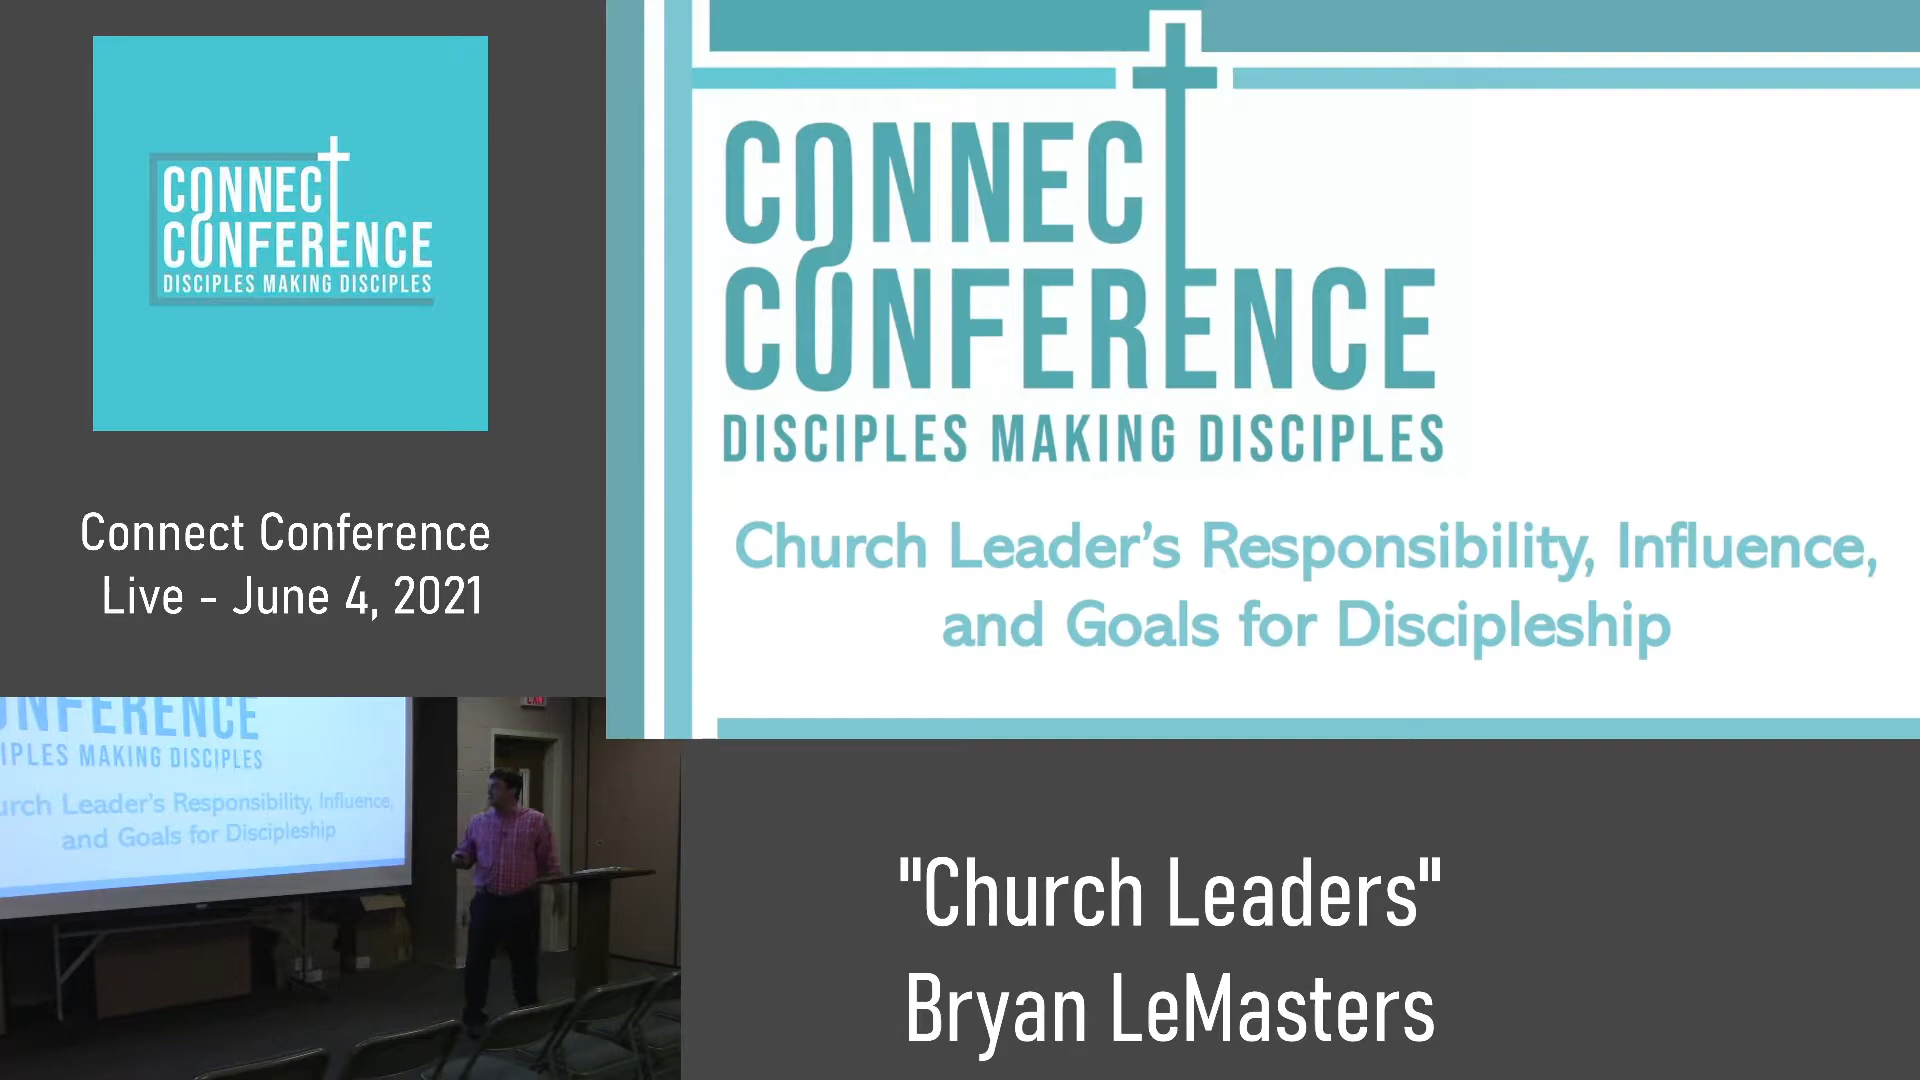 CONNECT
CONFERENCE
DISCIPLES MAKING DISCIPLES
Connect Conference
Live - June 4, 2021
CONNECT
CONFERENCE
DISCIPLES MAKING DISCIPLES
Church Leader's Responsibility, Influence,
and Goals for Discipleship
ONFERENCE
IPLES MAKING DISCIPLES
urch Leader's Responsibility, Influence,
and Goals for Discipleship
"Church Leaders"
Bryan LeMasters